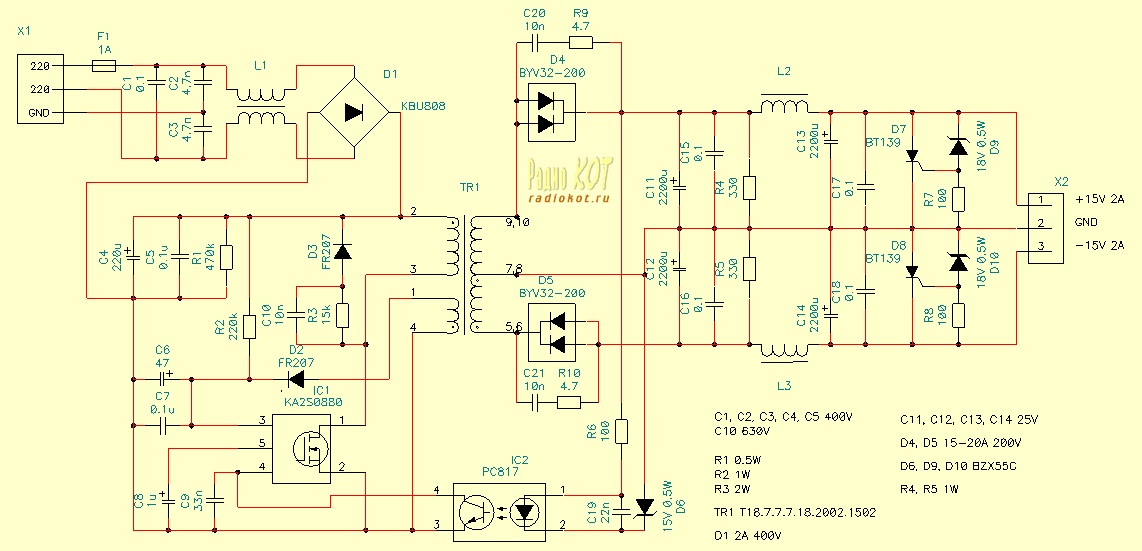 X1
220
220
GND
F1
1A
C1
0.1
C2
4.7n
C3
4.7n
L1
D1
KBU808
C20
10n
R9
4.7
D4
BYV32-200
Радио КОТ
radiokot.ru
TR1
2
3
1
4
9,10
7,8
5,6
D5
BYV32-200
C21
10n
R10
4.7
C4
220u
C5
0.1u
R1
470k
R2
220k
D3
FR207
C10
10n
R3
15k
D2
FR207
C6
47
C7
0.1u
IC1
KA2S0880
3
5
4
1
2
C8
1u
C9
33n
IC2
PC817
4
3
1
2
R6
100
C19
22n
15V 0.5W
D6
L2
L3
C11
2200u
C15
0.1
R4
330
C12
2200u
C16
0.1
R5
330
C13
2200u
C17
0.1
C14
2200u
C18
0.1
D7
BT139
18V 0.5W
D9
R7
100
D8
BT139
18V 0.5W
D10
R8
100
X2
1
2
3
+15V 2A
GND
-15V 2A
C1, C2, C3, C4, C5 400V
C10 630V
R1 0.5W
R2 1W
R3 2W
TR1 T18.7.7.7.18.2002.1502
D1 2A 400V
C11, C12, C13, C14 25V
D4, D5 15-20A 200V
D6, D9, D10 BZX55C
R4, R5 1W